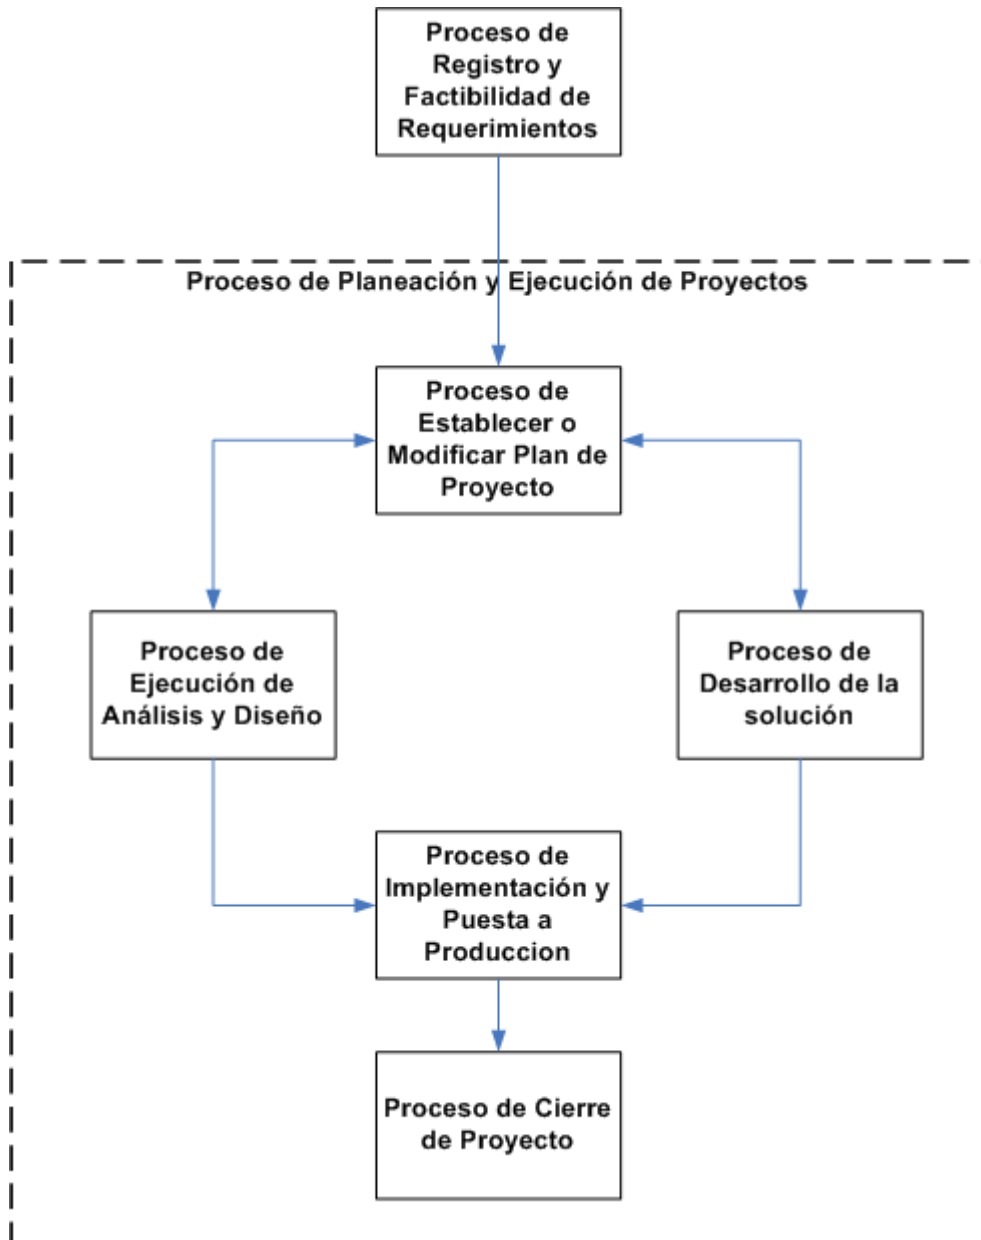 Proceso de
Registro y
Factibilidad de
Requerimientos
Proceso de Planeación y Ejecución de Proyectos
Proceso de
Establecer o
Modificar Plan de
Proyecto
Proceso de
Ejecución de
Análisis y Diseño
Proceso de
Desarrollo de la
solución
Proceso de
Implementación y
Puesta a
Produccion
Proceso de Cierre
de Proyecto